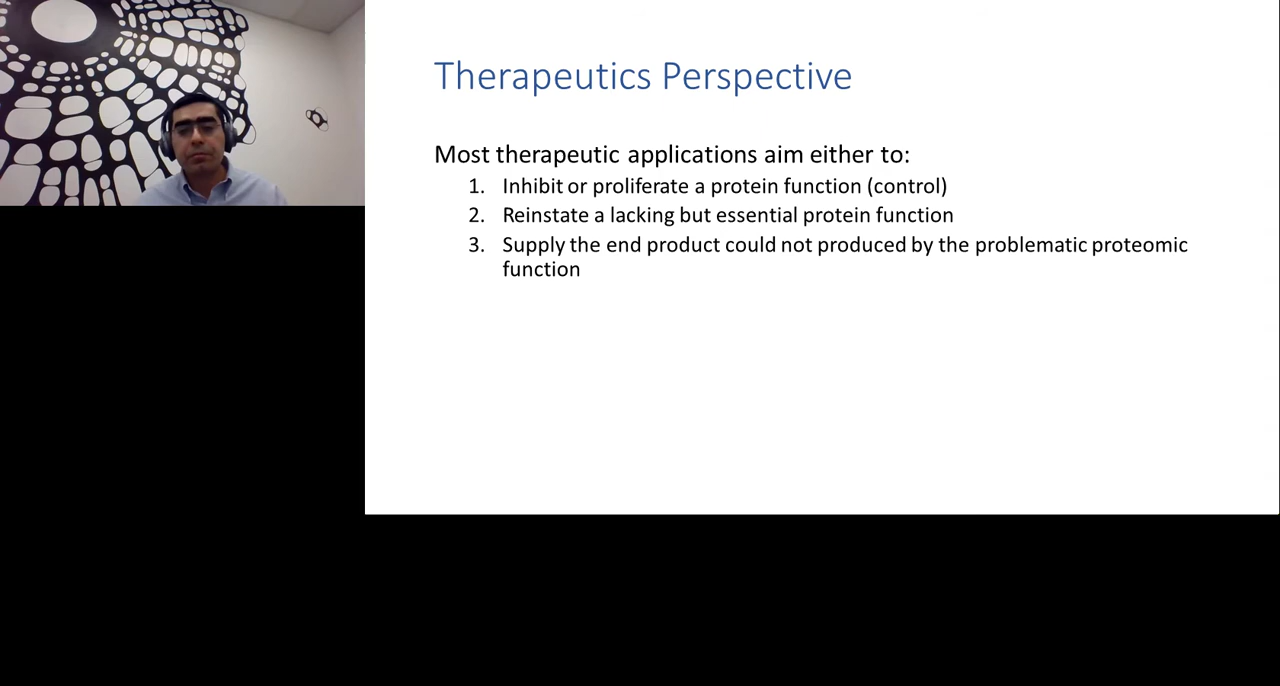 Therapeutics Perspective
Most therapeutic applications aim either to:
1. Inhibit or proliferate a protein function (control)
2. Reinstate a lacking but essential protein function
3. Supply the end product could not produced by the problematic proteomic
function